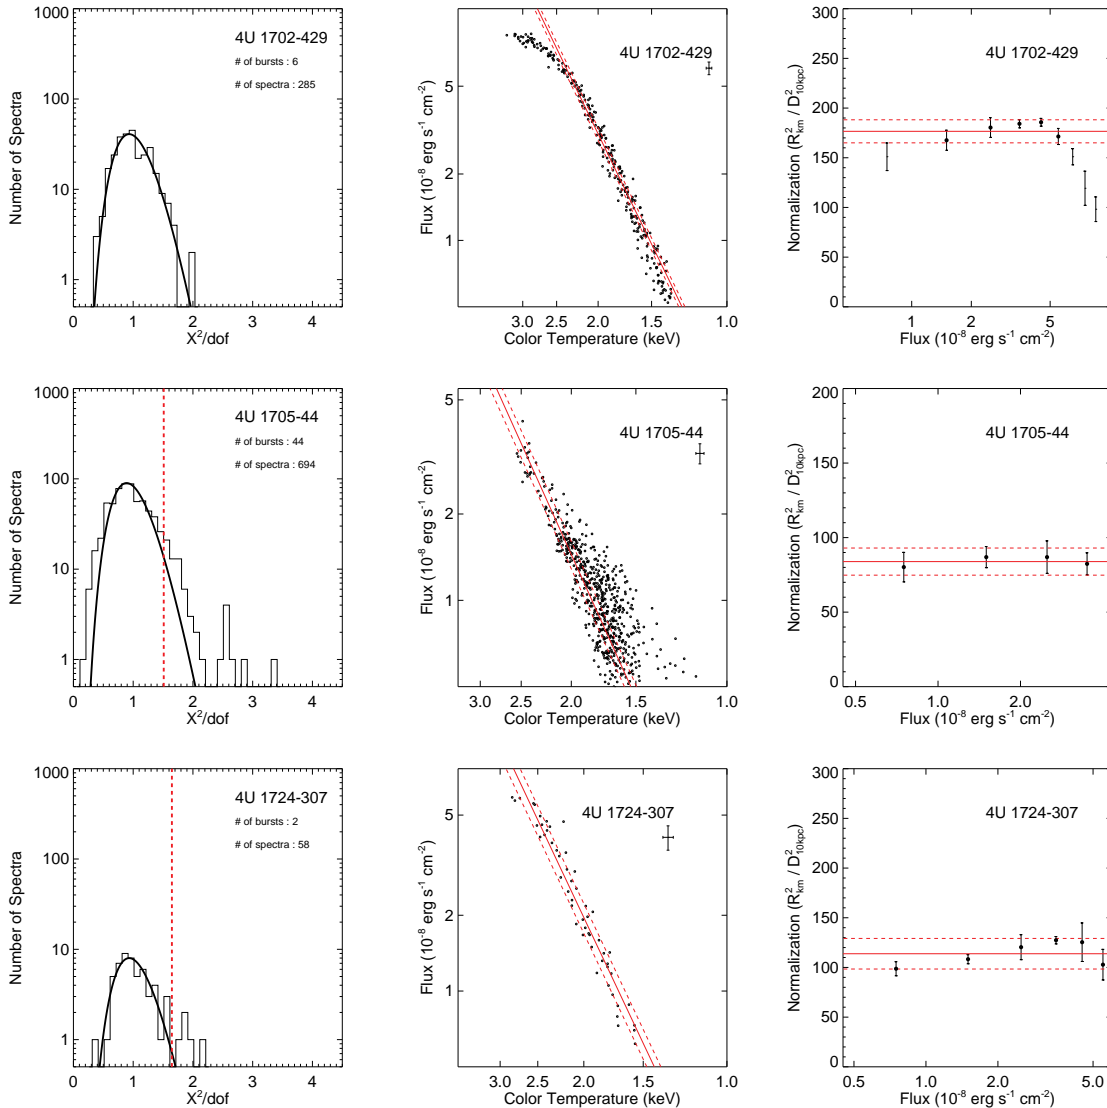 4U 1702-429
# of bursts : 6
# of spectra : 285
1000
100
10
1
Number of Spectra
0 1 2 3 4
X²/dof
4U 1702-429
5
2
1
Flux (10⁻⁸ erg s⁻¹ cm⁻²)
3.0 2.5 2.0 1.5 1.0
Color Temperature (keV)
4U 1702-429
300
250
200
150
100
50
0
Normalization (R²km / D²10kpc)
1 2 5
Flux (10⁻⁸ erg s⁻¹ cm⁻²)
4U 1705-44
# of bursts : 44
# of spectra : 694
1000
100
10
1
Number of Spectra
0 1 2 3 4
X²/dof
4U 1705-44
5
2
1
Flux (10⁻⁸ erg s⁻¹ cm⁻²)
3.0 2.5 2.0 1.5 1.0
Color Temperature (keV)
4U 1705-44
200
150
100
50
0
Normalization (R²km / D²10kpc)
0.5 1.0 2.0
Flux (10⁻⁸ erg s⁻¹ cm⁻²)
4U 1724-307
# of bursts : 2
# of spectra : 58
1000
100
10
1
Number of Spectra
0 1 2 3 4
X²/dof
4U 1724-307
5
2
1
Flux (10⁻⁸ erg s⁻¹ cm⁻²)
3.0 2.5 2.0 1.5 1.0
Color Temperature (keV)
4U 1724-307
300
250
200
150
100
50
0
Normalization (R²km / D²10kpc)
0.5 1.0 2.0 5.0
Flux (10⁻⁸ erg s⁻¹ cm⁻²)